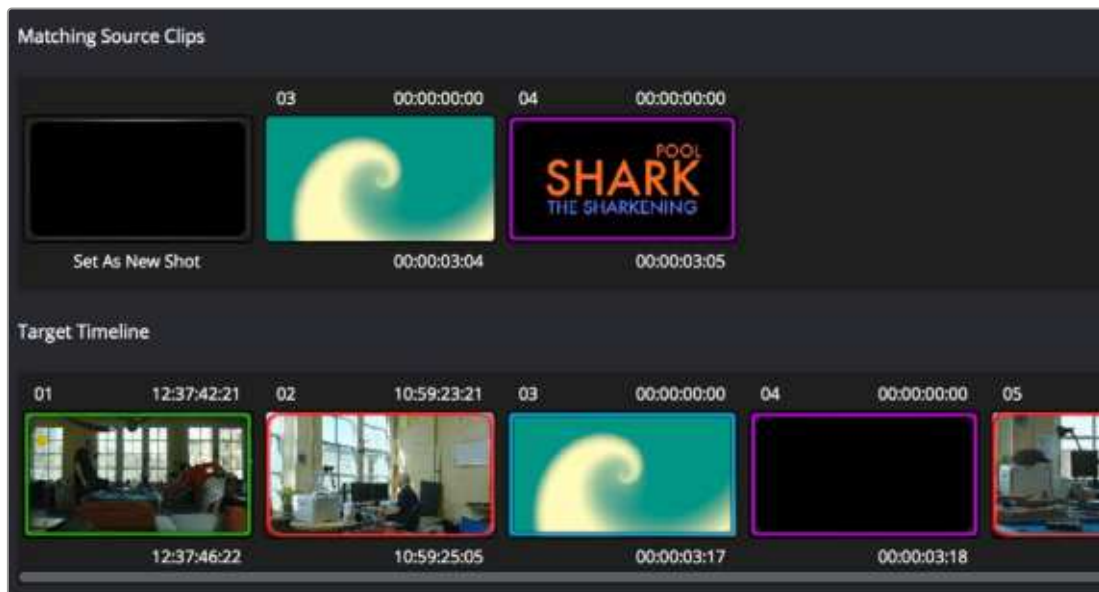 Matching Source Clips
03 00:00:00:00 04 00:00:00:00
POOL
SHARK
THE SHARKENING
Set As New Shot 00:00:03:04 00:00:03:05
Target Timeline
01 12:37:42:21 02 10:59:23:21 03 00:00:00:00 04 00:00:00:00 05
12:37:46:22 10:59:25:05 00:00:03:17 00:00:03:18